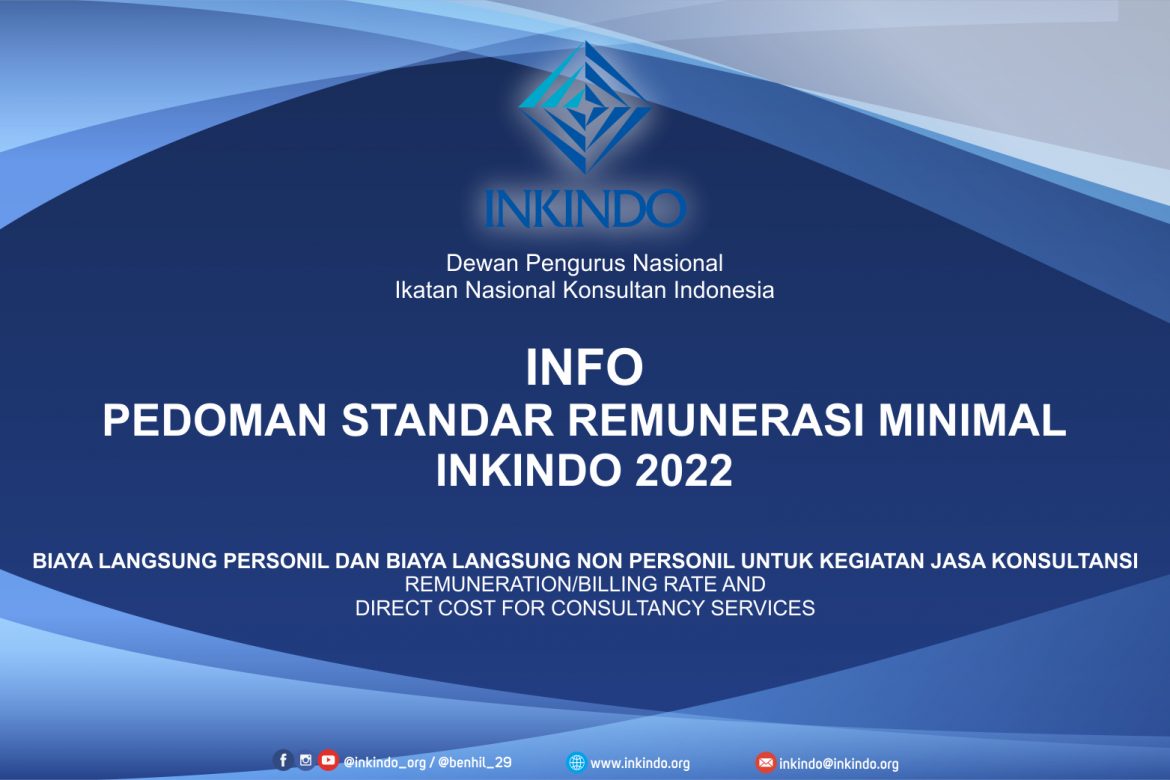 INKINDO
Dewan Pengurus Nasional
Ikatan Nasional Konsultan Indonesia
INFO
PEDOMAN STANDAR REMUNERASI MINIMAL
INKINDO 2022
BIAYA LANGSUNG PERSONIL DAN BIAYA LANGSUNG NON PERSONIL UNTUK KEGIATAN JASA KONSULTANSI
REMUNERATION/BILLING RATE AND
DIRECT COST FOR CONSULTANCY SERVICES
@inkindo_org / @benhil_29 www.inkindo.org inkindo@inkindo.org